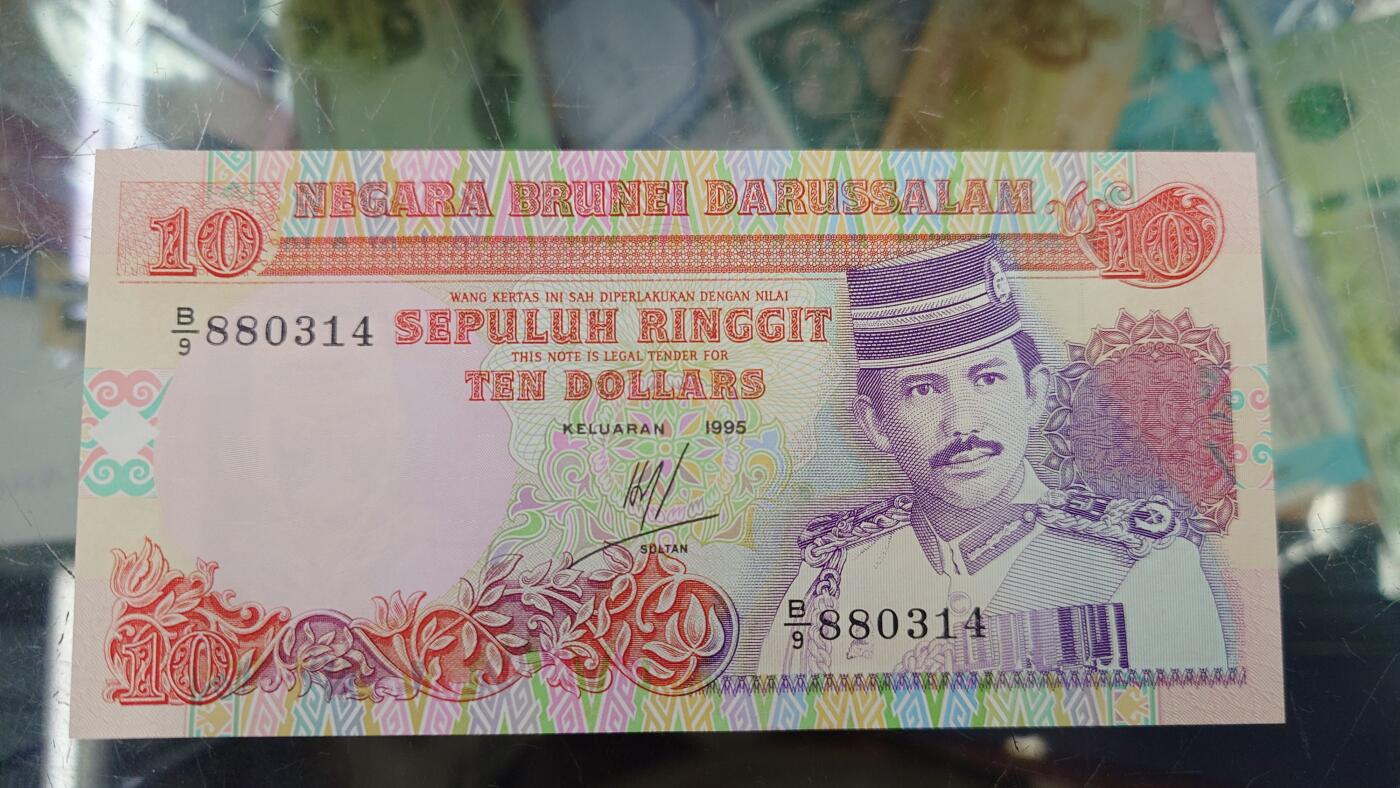 NEGARA BRUNEI DARUSSALAM
10
10
WANG KERTAS INI SAH DIPERLAKUKAN DENGAN NILAI
B/9 880314
SEPULUH RINGGIT
THIS NOTE IS LEGAL TENDER FOR
TEN DOLLARS
KELUARAN 1995
SULTAN
B/9 880314
10